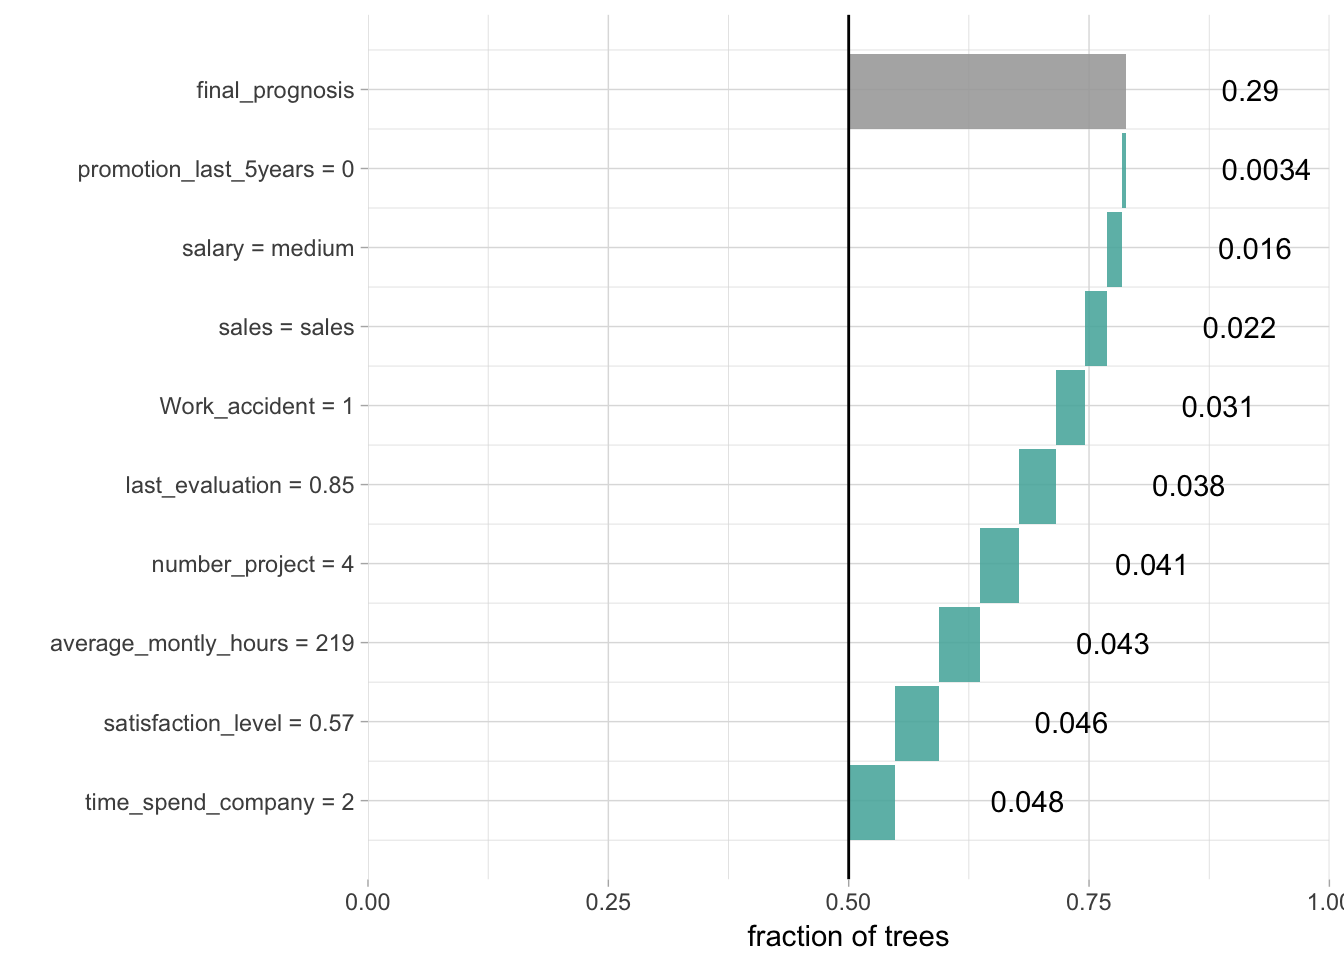 final_prognosis 0.29
promotion_last_5years = 0 0.0034
salary = medium 0.016
sales = sales 0.022
Work_accident = 1 0.031
last_evaluation = 0.85 0.038
number_project = 4 0.041
average_montly_hours = 219 0.043
satisfaction_level = 0.57 0.046
time_spend_company = 2 0.048
0.00 0.25 0.50 0.75 1.00
fraction of trees